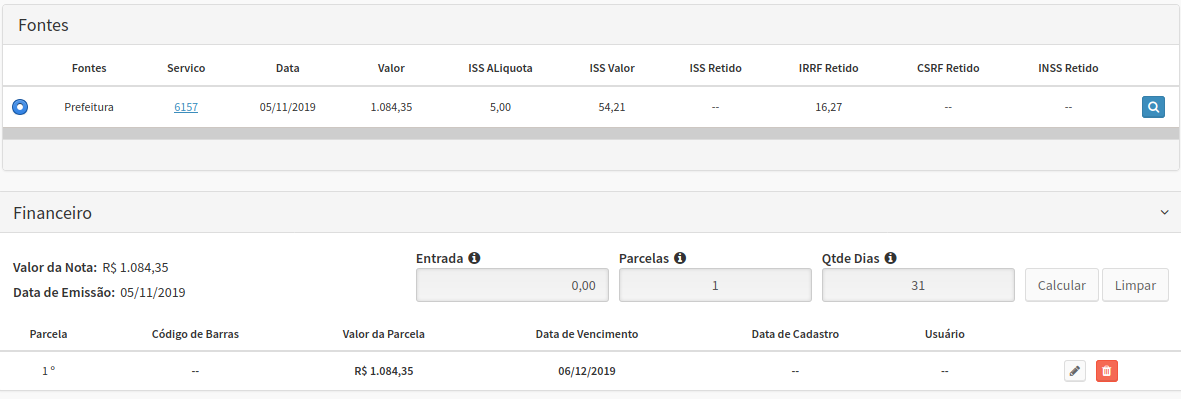 Fontes
Fontes Servico Data Valor ISS ALiquota ISS Valor ISS Retido IRRF Retido CSRF Retido INSS Retido
Prefeitura 6157 05/11/2019 1.084,35 5,00 54,21 -- 16,27 -- --
Financeiro
Entrada Parcelas Qtde Dias
Valor da Nota: R$ 1.084,35
0,00 1 31 Calcular Limpar
Data de Emissão: 05/11/2019
Parcela Código de Barras Valor da Parcela Data de Vencimento Data de Cadastro Usuário
1 º -- R$ 1.084,35 06/12/2019 -- --